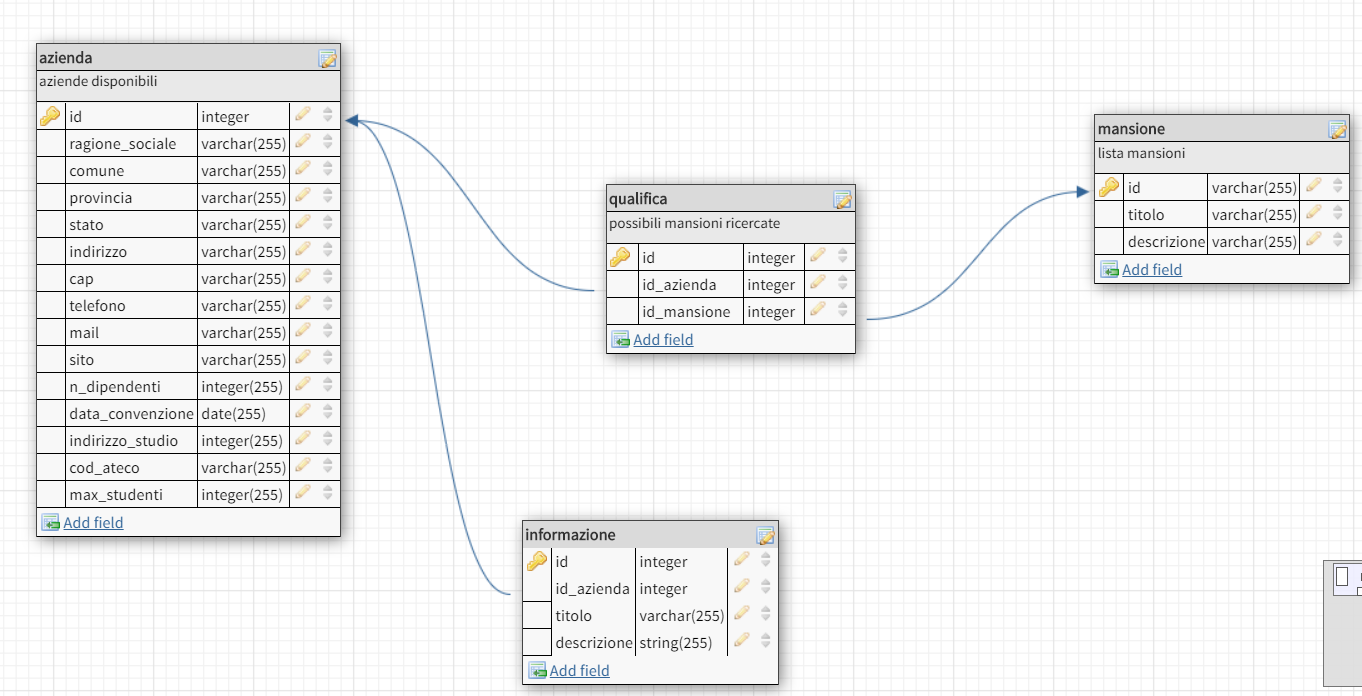 azienda
aziende disponibili
id integer
ragione_sociale varchar(255)
comune varchar(255)
provincia varchar(255)
stato varchar(255)
indirizzo varchar(255)
cap varchar(255)
telefono varchar(255)
mail varchar(255)
sito varchar(255)
n_dipendenti integer(255)
data_convenzione date(255)
indirizzo_studio integer(255)
cod_ateco varchar(255)
max_studenti integer(255)
Add field
qualifica
possibili mansioni ricercate
id integer
id_azienda integer
id_mansione integer
Add field
mansione
lista mansioni
id varchar(255)
titolo varchar(255)
descrizione varchar(255)
Add field
informazione
id integer
id_azienda integer
titolo varchar(255)
descrizione string(255)
Add field